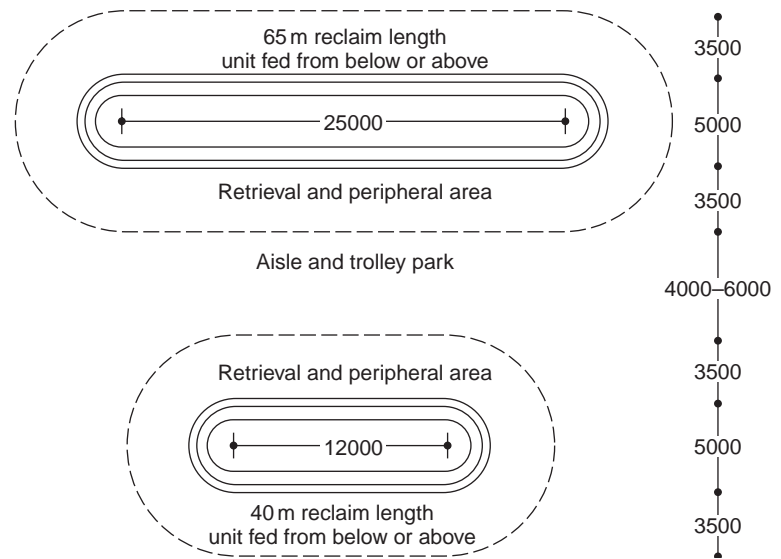 65 m reclaim length
unit fed from below or above
25000
Retrieval and peripheral area
Aisle and trolley park
Retrieval and peripheral area
12000
40 m reclaim length
unit fed from below or above
3500
5000
3500
4000–6000
3500
5000
3500